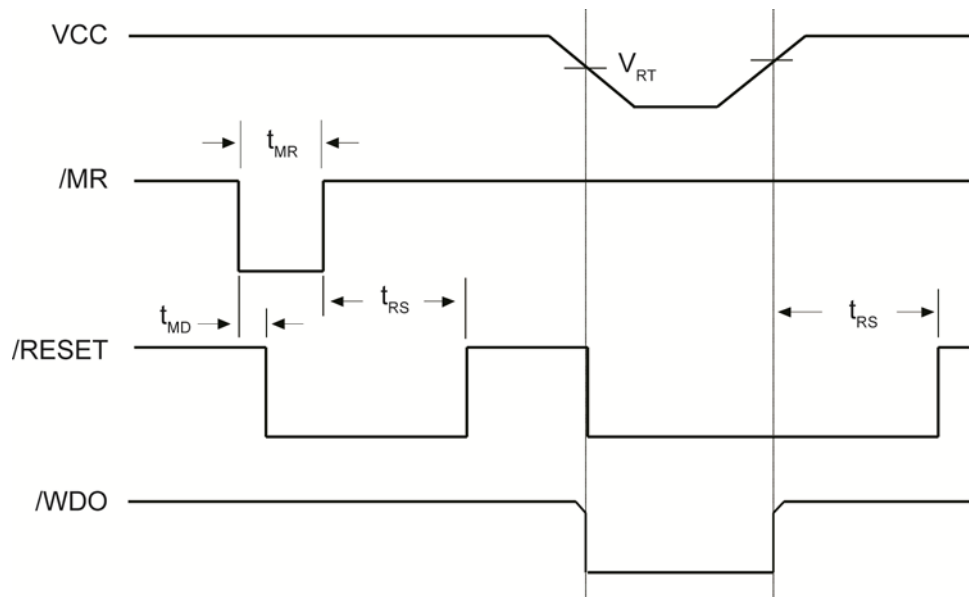 VCC
V_RT
t_MR
/MR
t_RS
t_MD
t_RS
/RESET
/WDO